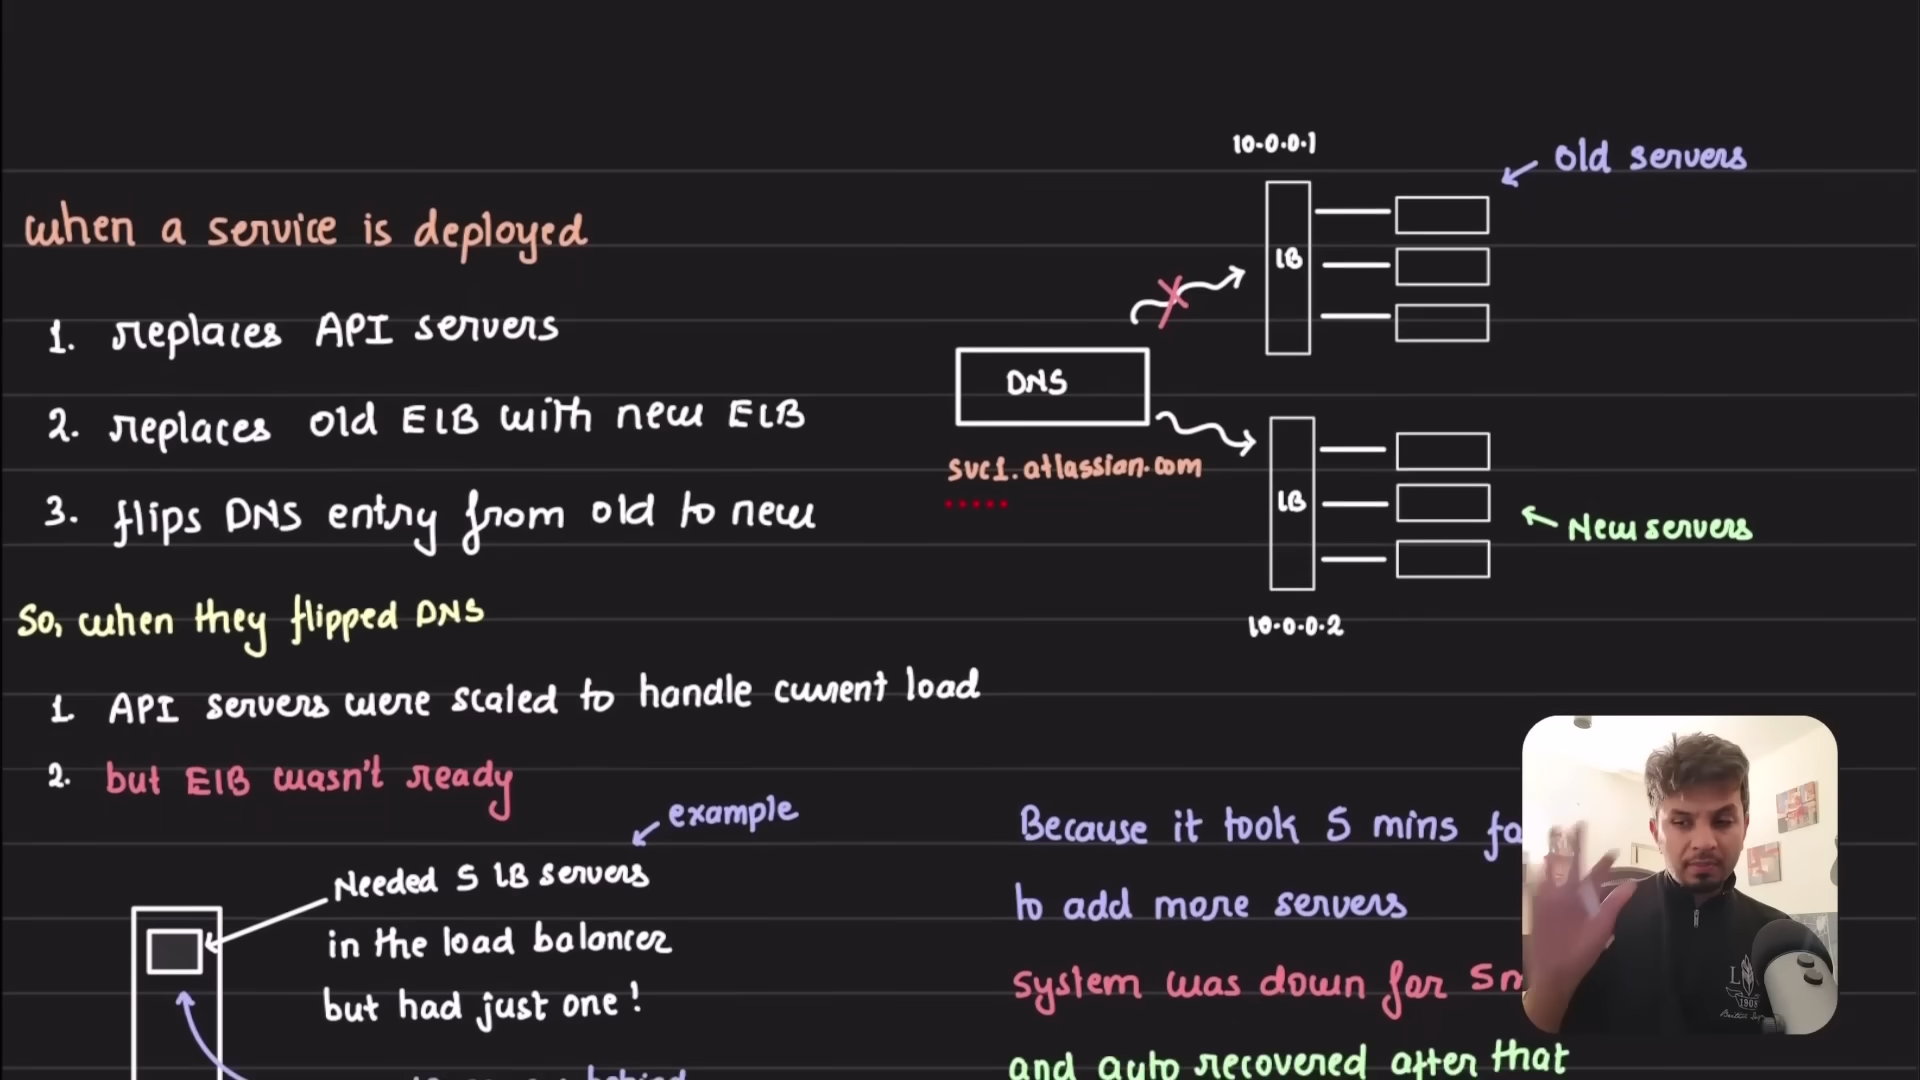 when a service is deployed
1. replaces API servers
2. replaces old ELB with new ELB
3. flips DNS entry from old to new
10.0.0.1
old servers
LB
DNS
svc1.atlassian.com
LB
New servers
10.0.0.2
So, when they flipped DNS
1. API servers were scaled to handle current load
2. but ELB wasn't ready
example
Needed 5 LB servers
in the load balancer
but had just one!
behind
Because it took 5 mins
to add more servers
system was down for 5
and auto recovered after that
1908